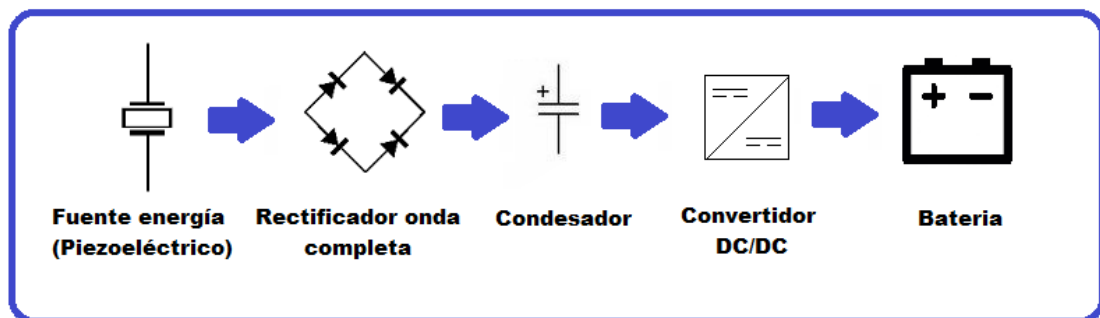 Fuente energía
(Piezoeléctrico)
Rectificador onda
completa
+
Condesador
Convertidor
DC/DC
+ -
Bateria